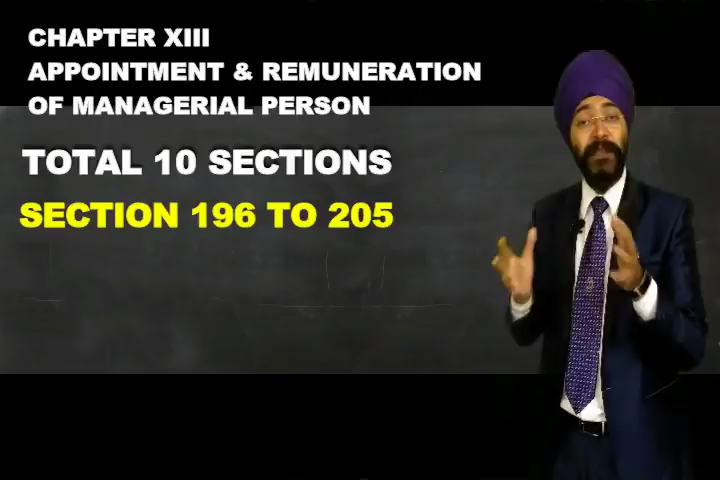 CHAPTER XIII
APPOINTMENT & REMUNERATION
OF MANAGERIAL PERSON
TOTAL 10 SECTIONS
SECTION 196 TO 205